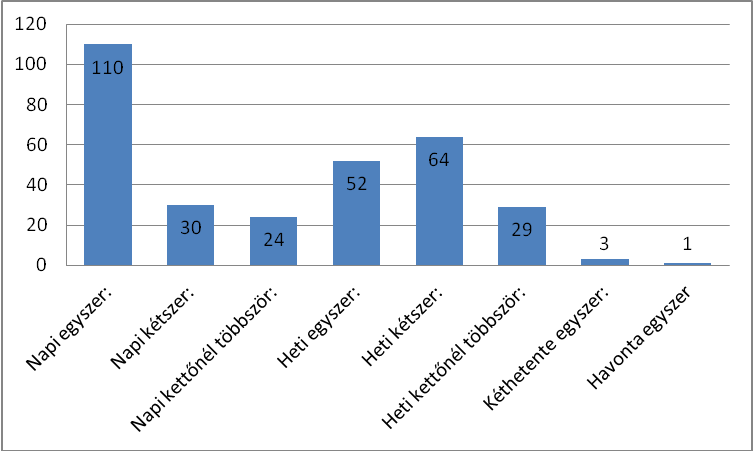 120
100
80
60
40
20
0
110
30
24
52
64
29
3
1
Napi egyszer:
Napi kétszer:
Napi kettőnél többször:
Heti egyszer:
Heti kétszer:
Heti kettőnél többször:
Kéthetente egyszer:
Havonta egyszer